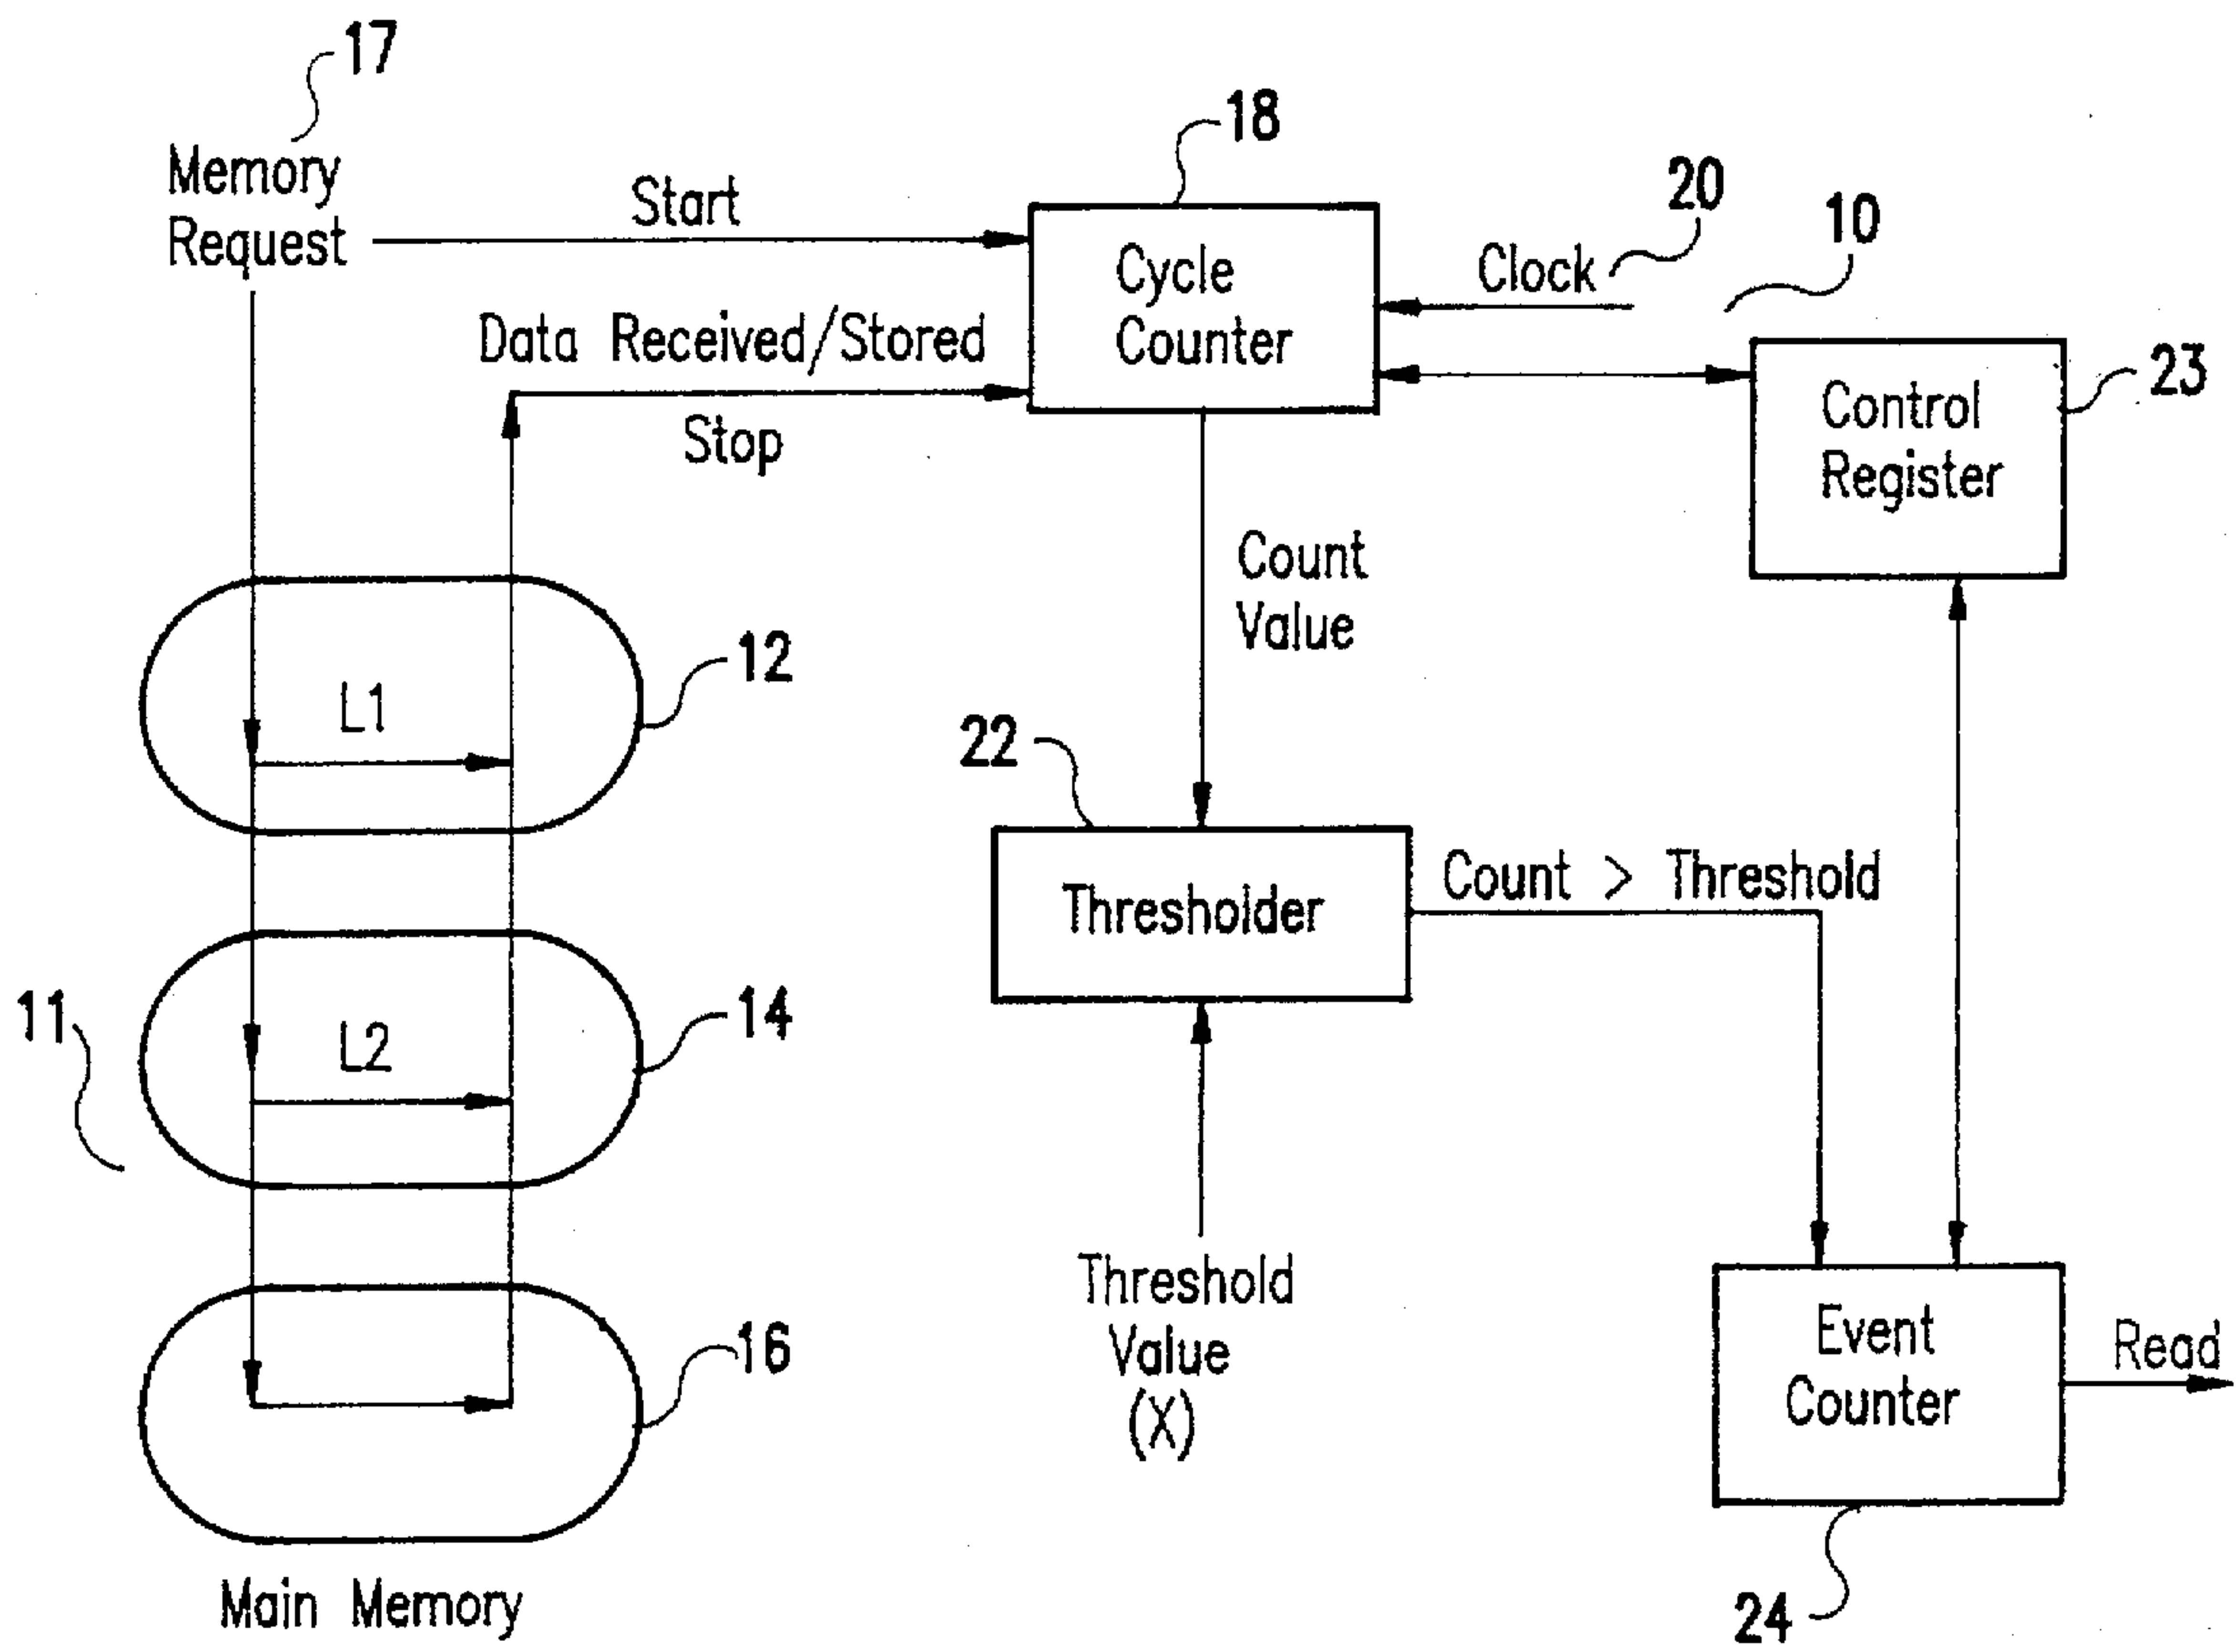 17
Memory
Request
Start
18
Cycle
Counter
20
Clock
10
Data Received/Stored
Stop
Control
Register
23
Count
Value
L1
12
22
Thresholder
Count > Threshold
11
L2
14
Threshold
Value
(X)
16
Event
Counter
Read
Main Memory
24